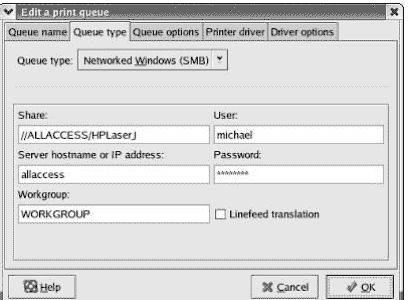 Edit a print queue
Queue name Queue type Queue options Printer driver Driver options
Queue type: Networked Windows (SMB)
Share: User:
//ALLACCESS/HPLaserJ michael
Server hostname or IP address: Password:
allaccess ********
Workgroup:
WORKGROUP Linefeed translation
Help Cancel OK